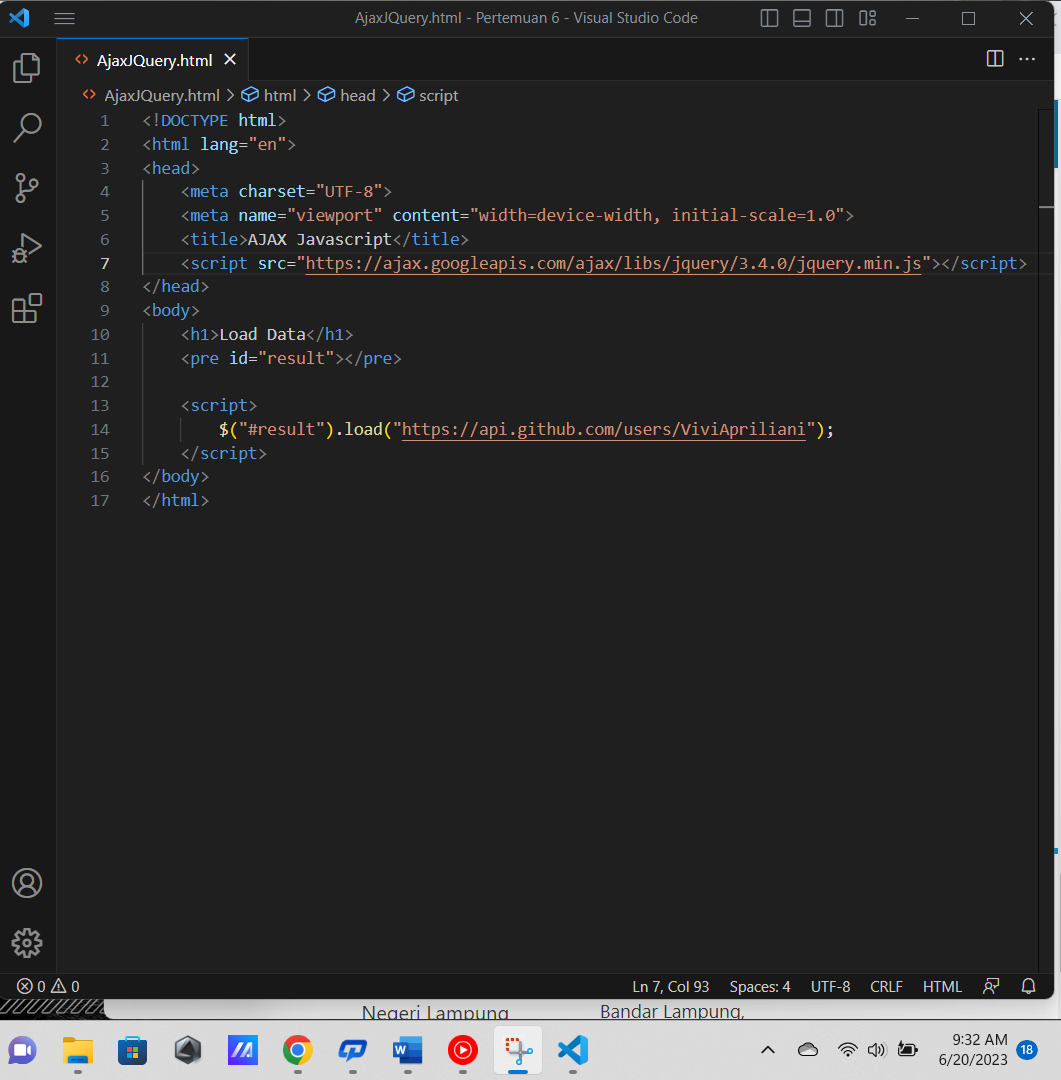 AjaxJQuery.html - Pertemuan 6 - Visual Studio Code
AjaxJQuery.html
AjaxJQuery.html > html > head > script
1 <!DOCTYPE html>
2 <html lang="en">
3 <head>
4 <meta charset="UTF-8">
5 <meta name="viewport" content="width=device-width, initial-scale=1.0">
6 <title>AJAX Javascript</title>
7 <script src="https://ajax.googleapis.com/ajax/libs/jquery/3.4.0/jquery.min.js"></script>
8 </head>
9 <body>
10 <h1>Load Data</h1>
11 <pre id="result"></pre>
12
13 <script>
14 $("#result").load("https://api.github.com/users/ViviApriliani");
15 </script>
16 </body>
17 </html>
0 0 Ln 7, Col 93 Spaces: 4 UTF-8 CRLF HTML
Negeri Lampung Bandar Lampung,
9:32 AM
6/20/2023 18